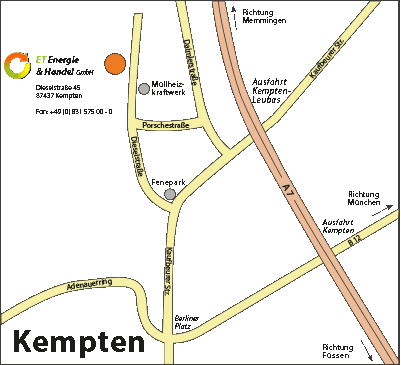 Richtung
Memmingen
ET Energie
& Handel GmbH
Dieselstraße 45
87437 Kempten
Fon: +49 (0) 831 575 00 - 0
Müllheiz-
kraftwerk
Daimlerstraße
Kaufbeurer Str.
Ausfahrt
Kempten-
Leubas
Porschestraße
Dieselstraße
Fenepark
A 7
Richtung
München
Ausfahrt
Kempten
B 12
Kaufbeurer Str.
Adenauerring
Berliner
Platz
Kempten
Richtung
Füssen